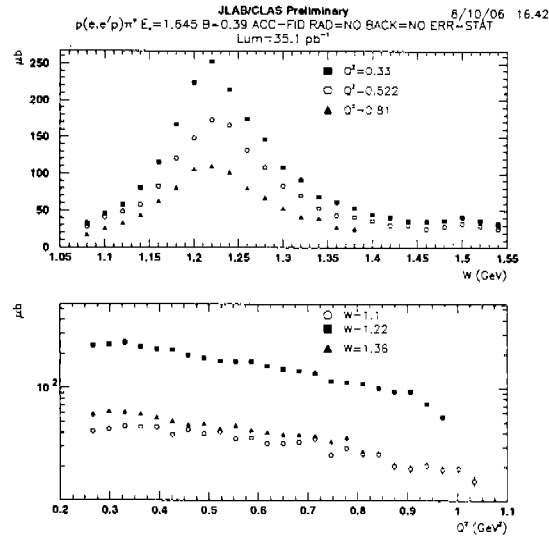 JLAB/CLAS Preliminary
8/10/06 16.42
p(e,e'p)π° E₀=1.645 B=0.39 ACC=FID RAD=NO BACK=NO ERR=STAT
Lum=35.1 pb⁻¹
μb
250
200
150
100
50
0
Q²=0.33
Q²=0.522
Q²=0.81
1.05 1.1 1.15 1.2 1.25 1.3 1.35 1.4 1.45 1.5 1.55
W (GeV)
μb
10²
W=1.1
W=1.22
W=1.36
0.2 0.3 0.4 0.5 0.6 0.7 0.8 0.9 1 1.1
Q² (GeV²)